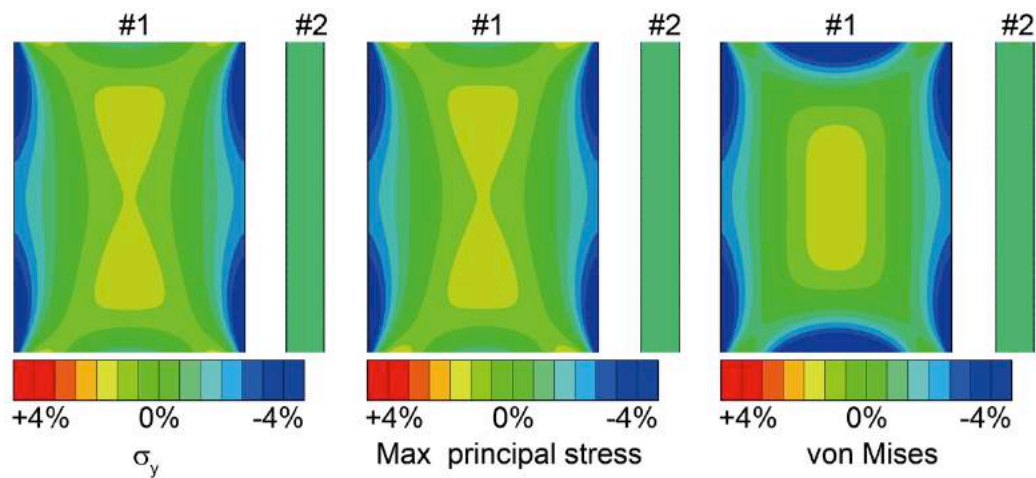 #1 #2 #1 #2 #1 #2
+4% 0% -4% +4% 0% -4% +4% 0% -4%
σy Max principal stress von Mises